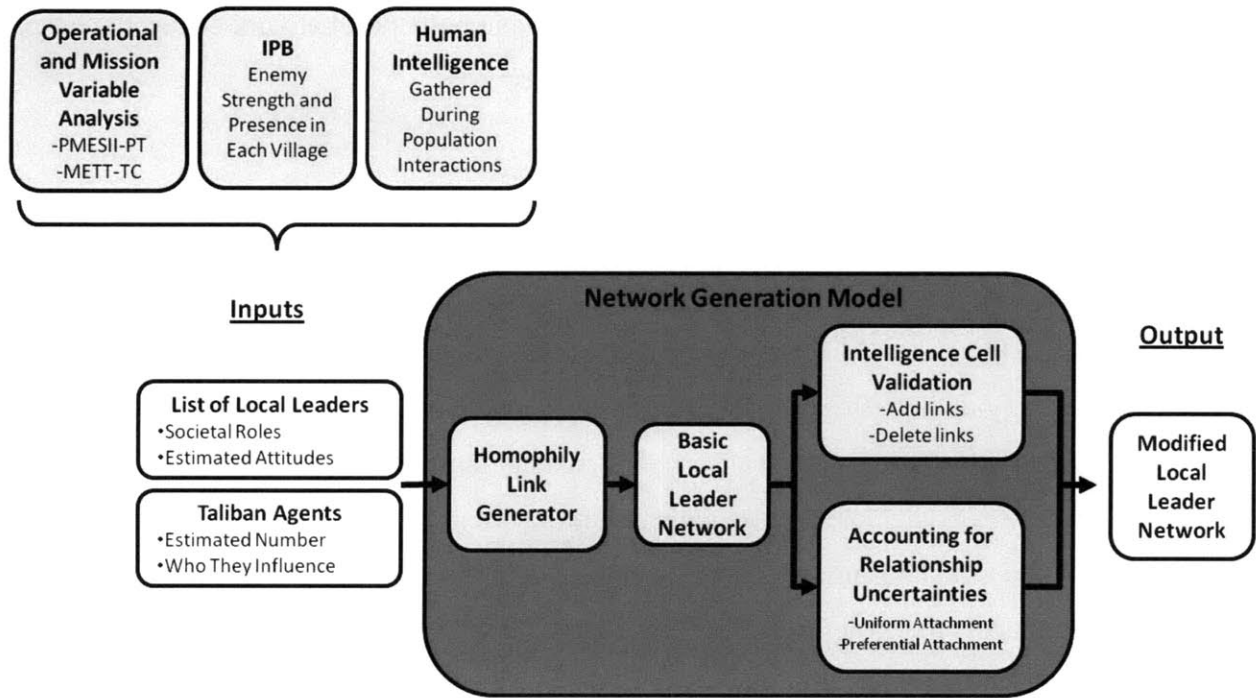 Operational
and Mission
Variable
Analysis
-PMESII-PT
-METT-TC
IPB
Enemy
Strength and
Presence in
Each Village
Human
Intelligence
Gathered
During
Population
Interactions
Inputs
Network Generation Model
Output
List of Local Leaders
•Societal Roles
•Estimated Attitudes
Taliban Agents
•Estimated Number
•Who They Influence
Homophily
Link
Generator
Basic
Local
Leader
Network
Intelligence Cell
Validation
-Add links
-Delete links
Accounting for
Relationship
Uncertainties
-Uniform Attachment
-Preferential Attachment
Modified
Local
Leader
Network